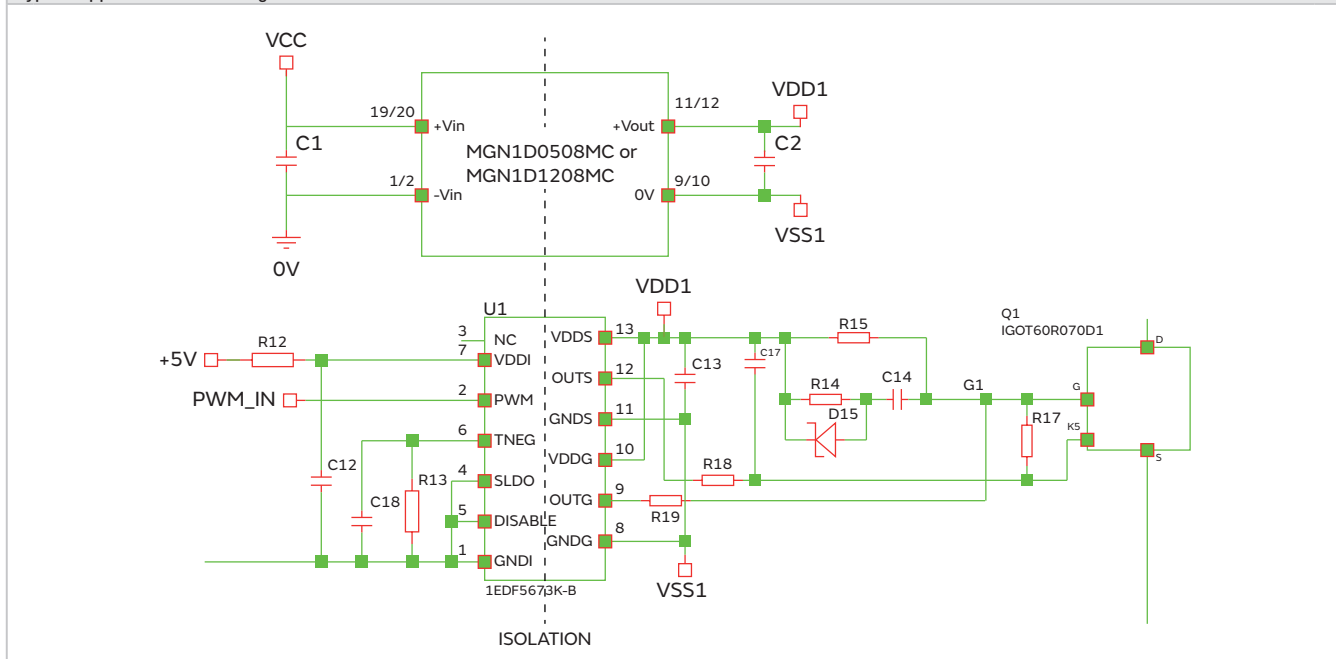 VCC
VDD1
19/20
+Vin
11/12
+Vout
C1
C2
MGN1D0508MC or
MGN1D1208MC
1/2
-Vin
9/10
0V
VSS1
0V
VDD1
U1
Q1
IGOT60R070D1
3
NC
VDDS
13
R15
R12
+5V
7
VDDI
C17
D
OUTS
12
C13
R14
C14
G1
G
PWM_IN
2
PWM
D15
GNDS
11
R17
K5
6
TNEG
S
VDDG
10
C12
R13
4
SLDO
R18
C18
OUTG
9
R19
5
DISABLE
GNDG
8
1
GNDI
VSS1
1EDF5673K-B
ISOLATION